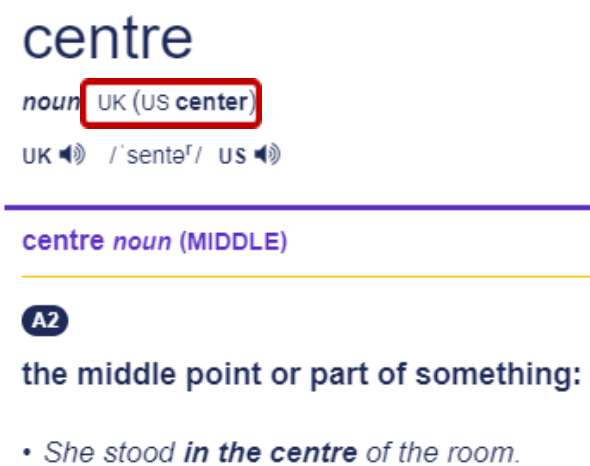 centre
noun UK (US center)
UK /ˈsentəʳ/ US
centre noun (MIDDLE)
A2
the middle point or part of something:
• She stood in the centre of the room.